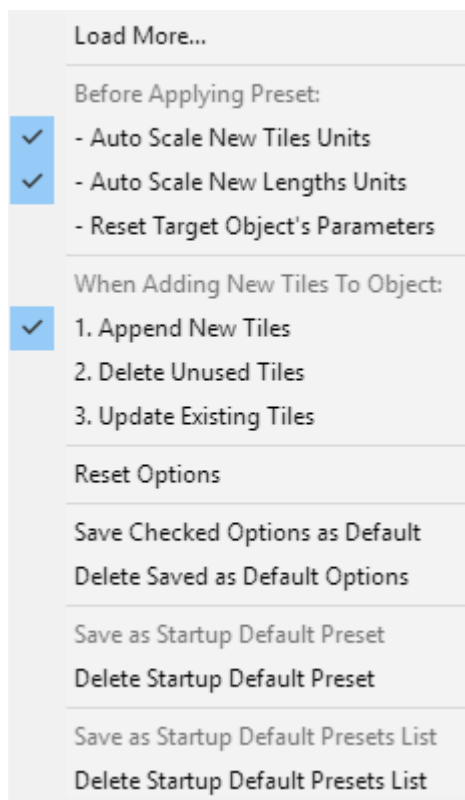 Load More...
Before Applying Preset:
- Auto Scale New Tiles Units
- Auto Scale New Lengths Units
- Reset Target Object's Parameters
When Adding New Tiles To Object:
1. Append New Tiles
2. Delete Unused Tiles
3. Update Existing Tiles
Reset Options
Save Checked Options as Default
Delete Saved as Default Options
Save as Startup Default Preset
Delete Startup Default Preset
Save as Startup Default Presets List
Delete Startup Default Presets List